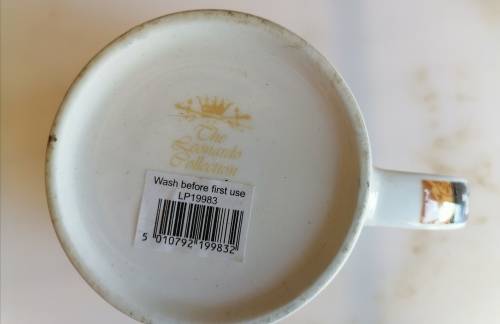 The
Leonardo
Collection
Wash before first use
LP19983
5 010792 199832